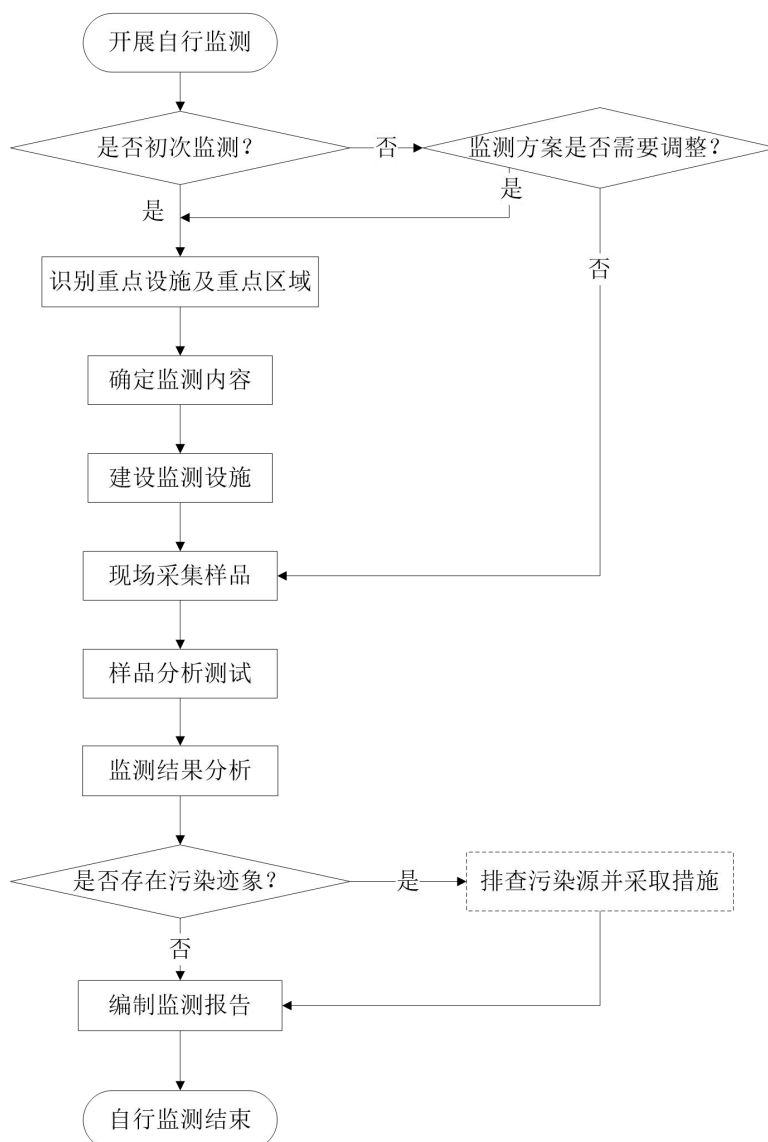 开展自行监测
是否初次监测？
否
监测方案是否需要调整？
是
是
否
识别重点设施及重点区域
确定监测内容
建设监测设施
现场采集样品
样品分析测试
监测结果分析
是否存在污染迹象？
是
排查污染源并采取措施
否
编制监测报告
自行监测结束